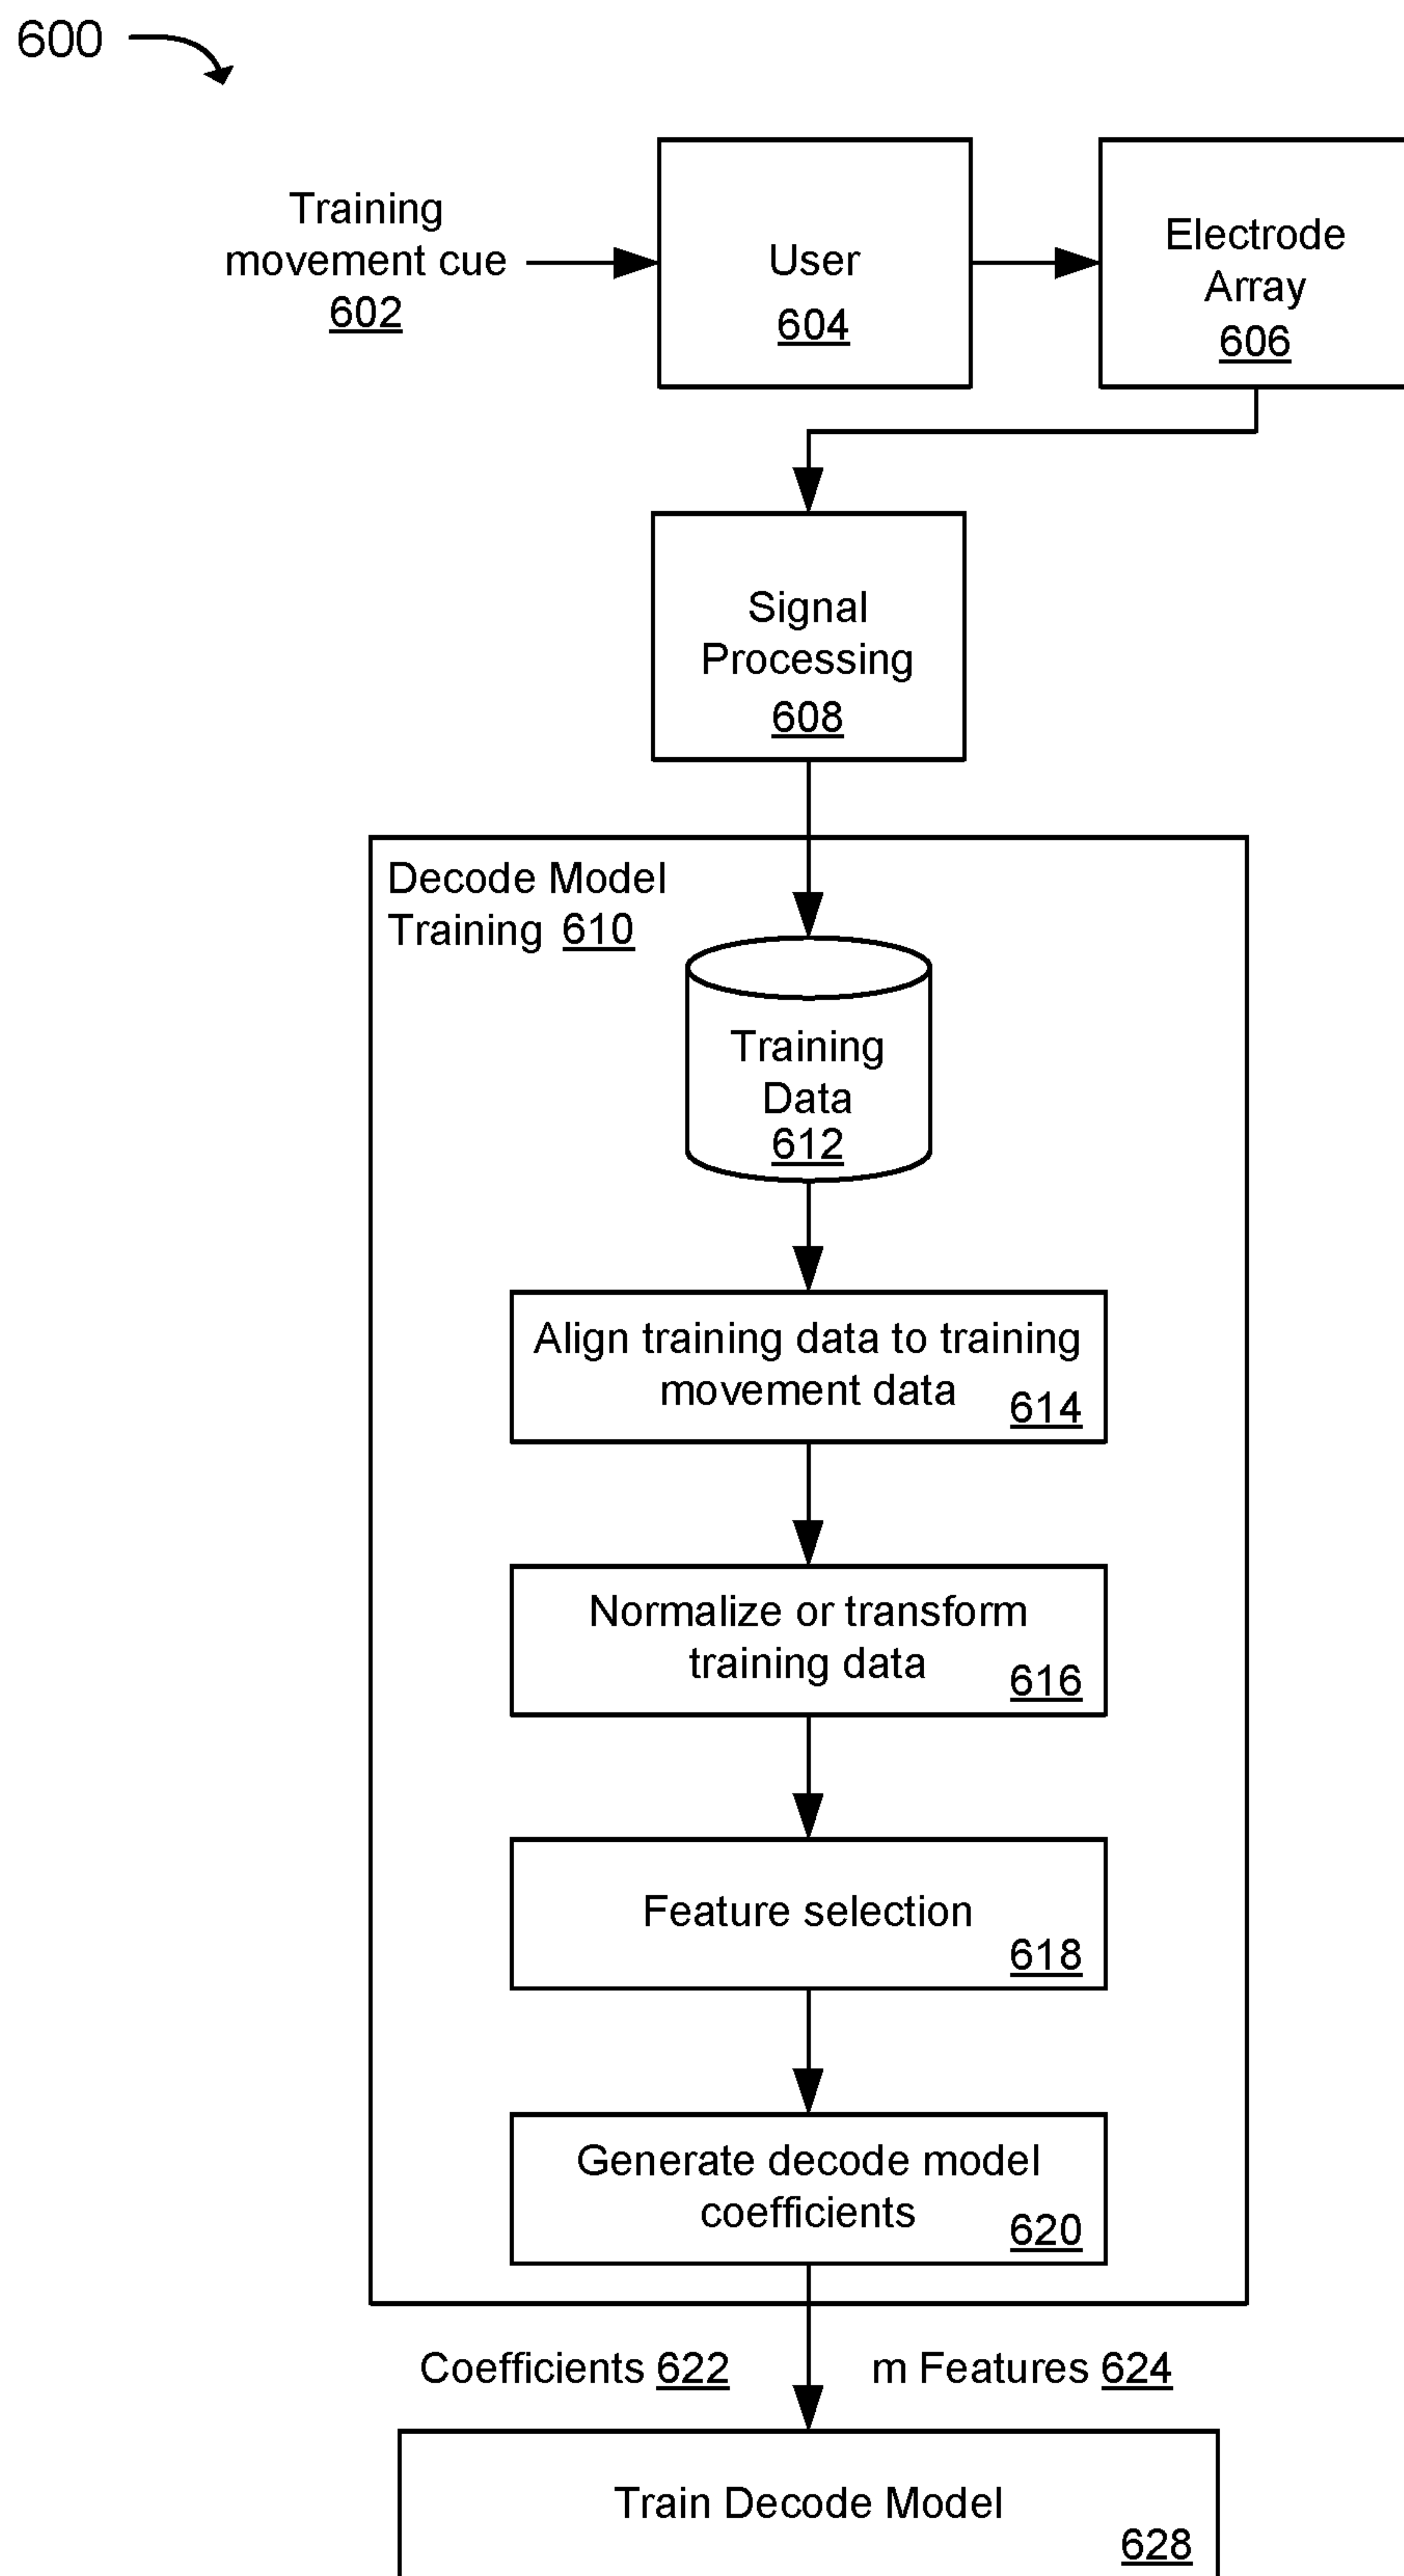 600
Training
movement cue
602
User
604
Electrode
Array
606
Signal
Processing
608
Decode Model
Training 610
Training
Data
612
Align training data to training
movement data
614
Normalize or transform
training data
616
Feature selection
618
Generate decode model
coefficients
620
Coefficients 622
m Features 624
Train Decode Model
628